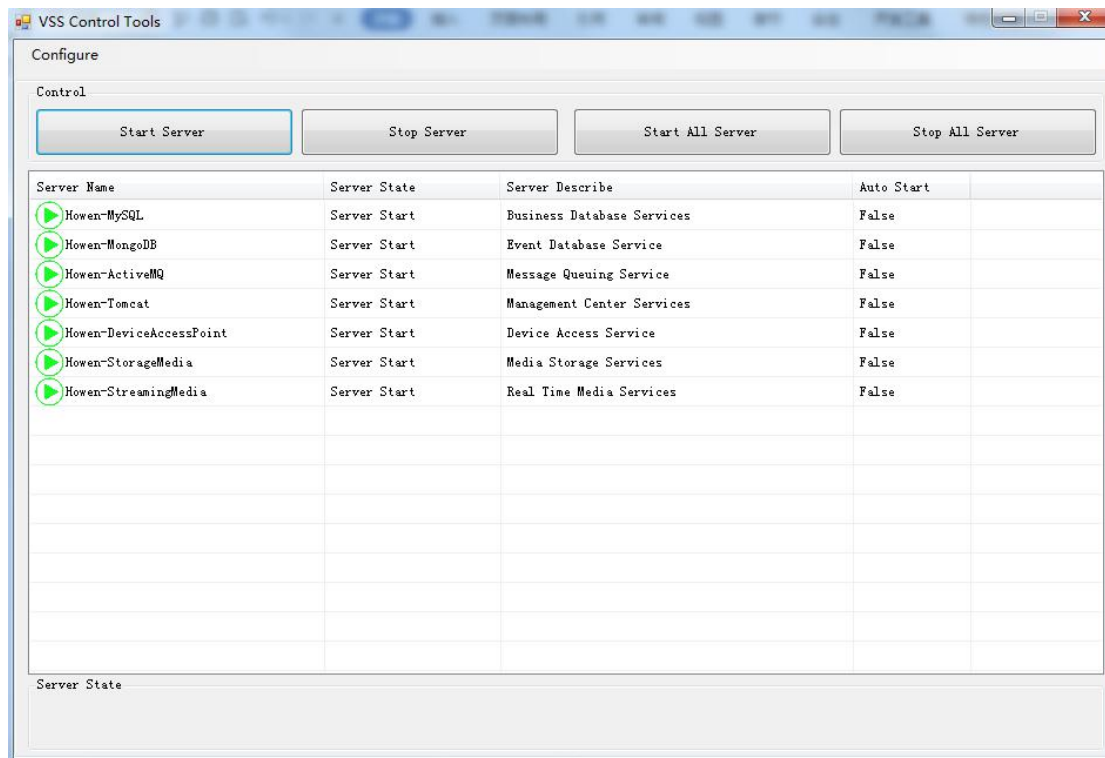 VSS Control Tools
Configure
Control
Start Server Stop Server Start All Server Stop All Server
Server Name Server State Server Describe Auto Start
Howen-MySQL Server Start Business Database Services False
Howen-MongoDB Server Start Event Database Service False
Howen-ActiveMQ Server Start Message Queuing Service False
Howen-Tomcat Server Start Management Center Services False
Howen-DeviceAccessPoint Server Start Device Access Service False
Howen-StorageMedia Server Start Media Storage Services False
Howen-StreamingMedia Server Start Real Time Media Services False
Server State